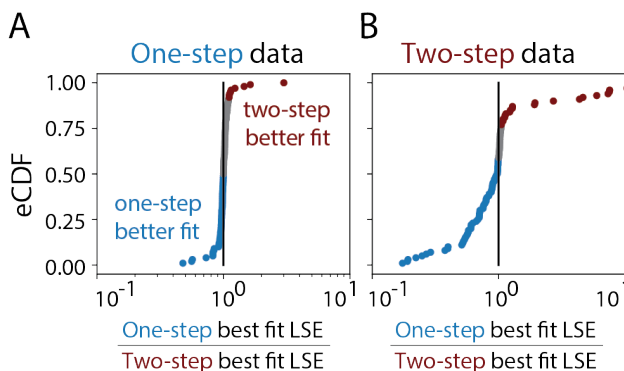 A
B
One-step data
Two-step data
eCDF
1.00
0.75
0.50
0.25
0.00
two-step
better fit
one-step
better fit
10-1
100
101
10-1
100
101
One-step best fit LSE
Two-step best fit LSE
One-step best fit LSE
Two-step best fit LSE